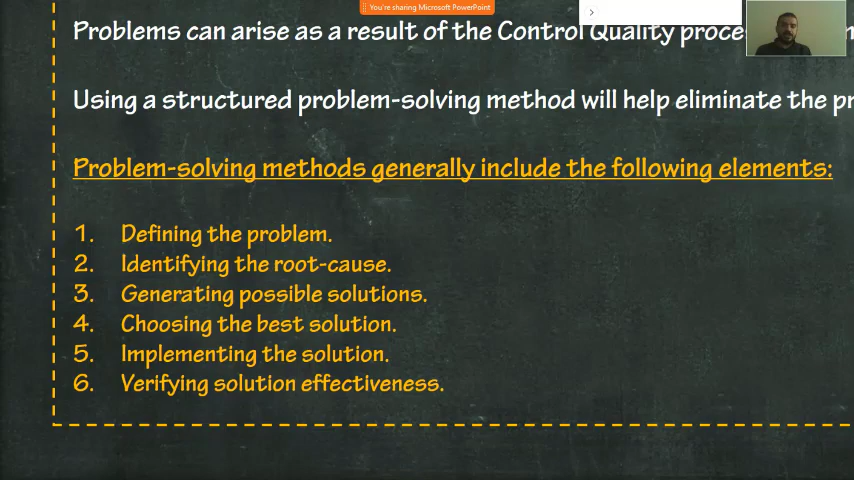 You're sharing Microsoft PowerPoint
Problems can arise as a result of the Control Quality
Using a structured problem-solving method will help eliminate the
Problem-solving methods generally include the following elements:
1. Defining the problem.
2. Identifying the root-cause.
3. Generating possible solutions.
4. Choosing the best solution.
5. Implementing the solution.
6. Verifying solution effectiveness.